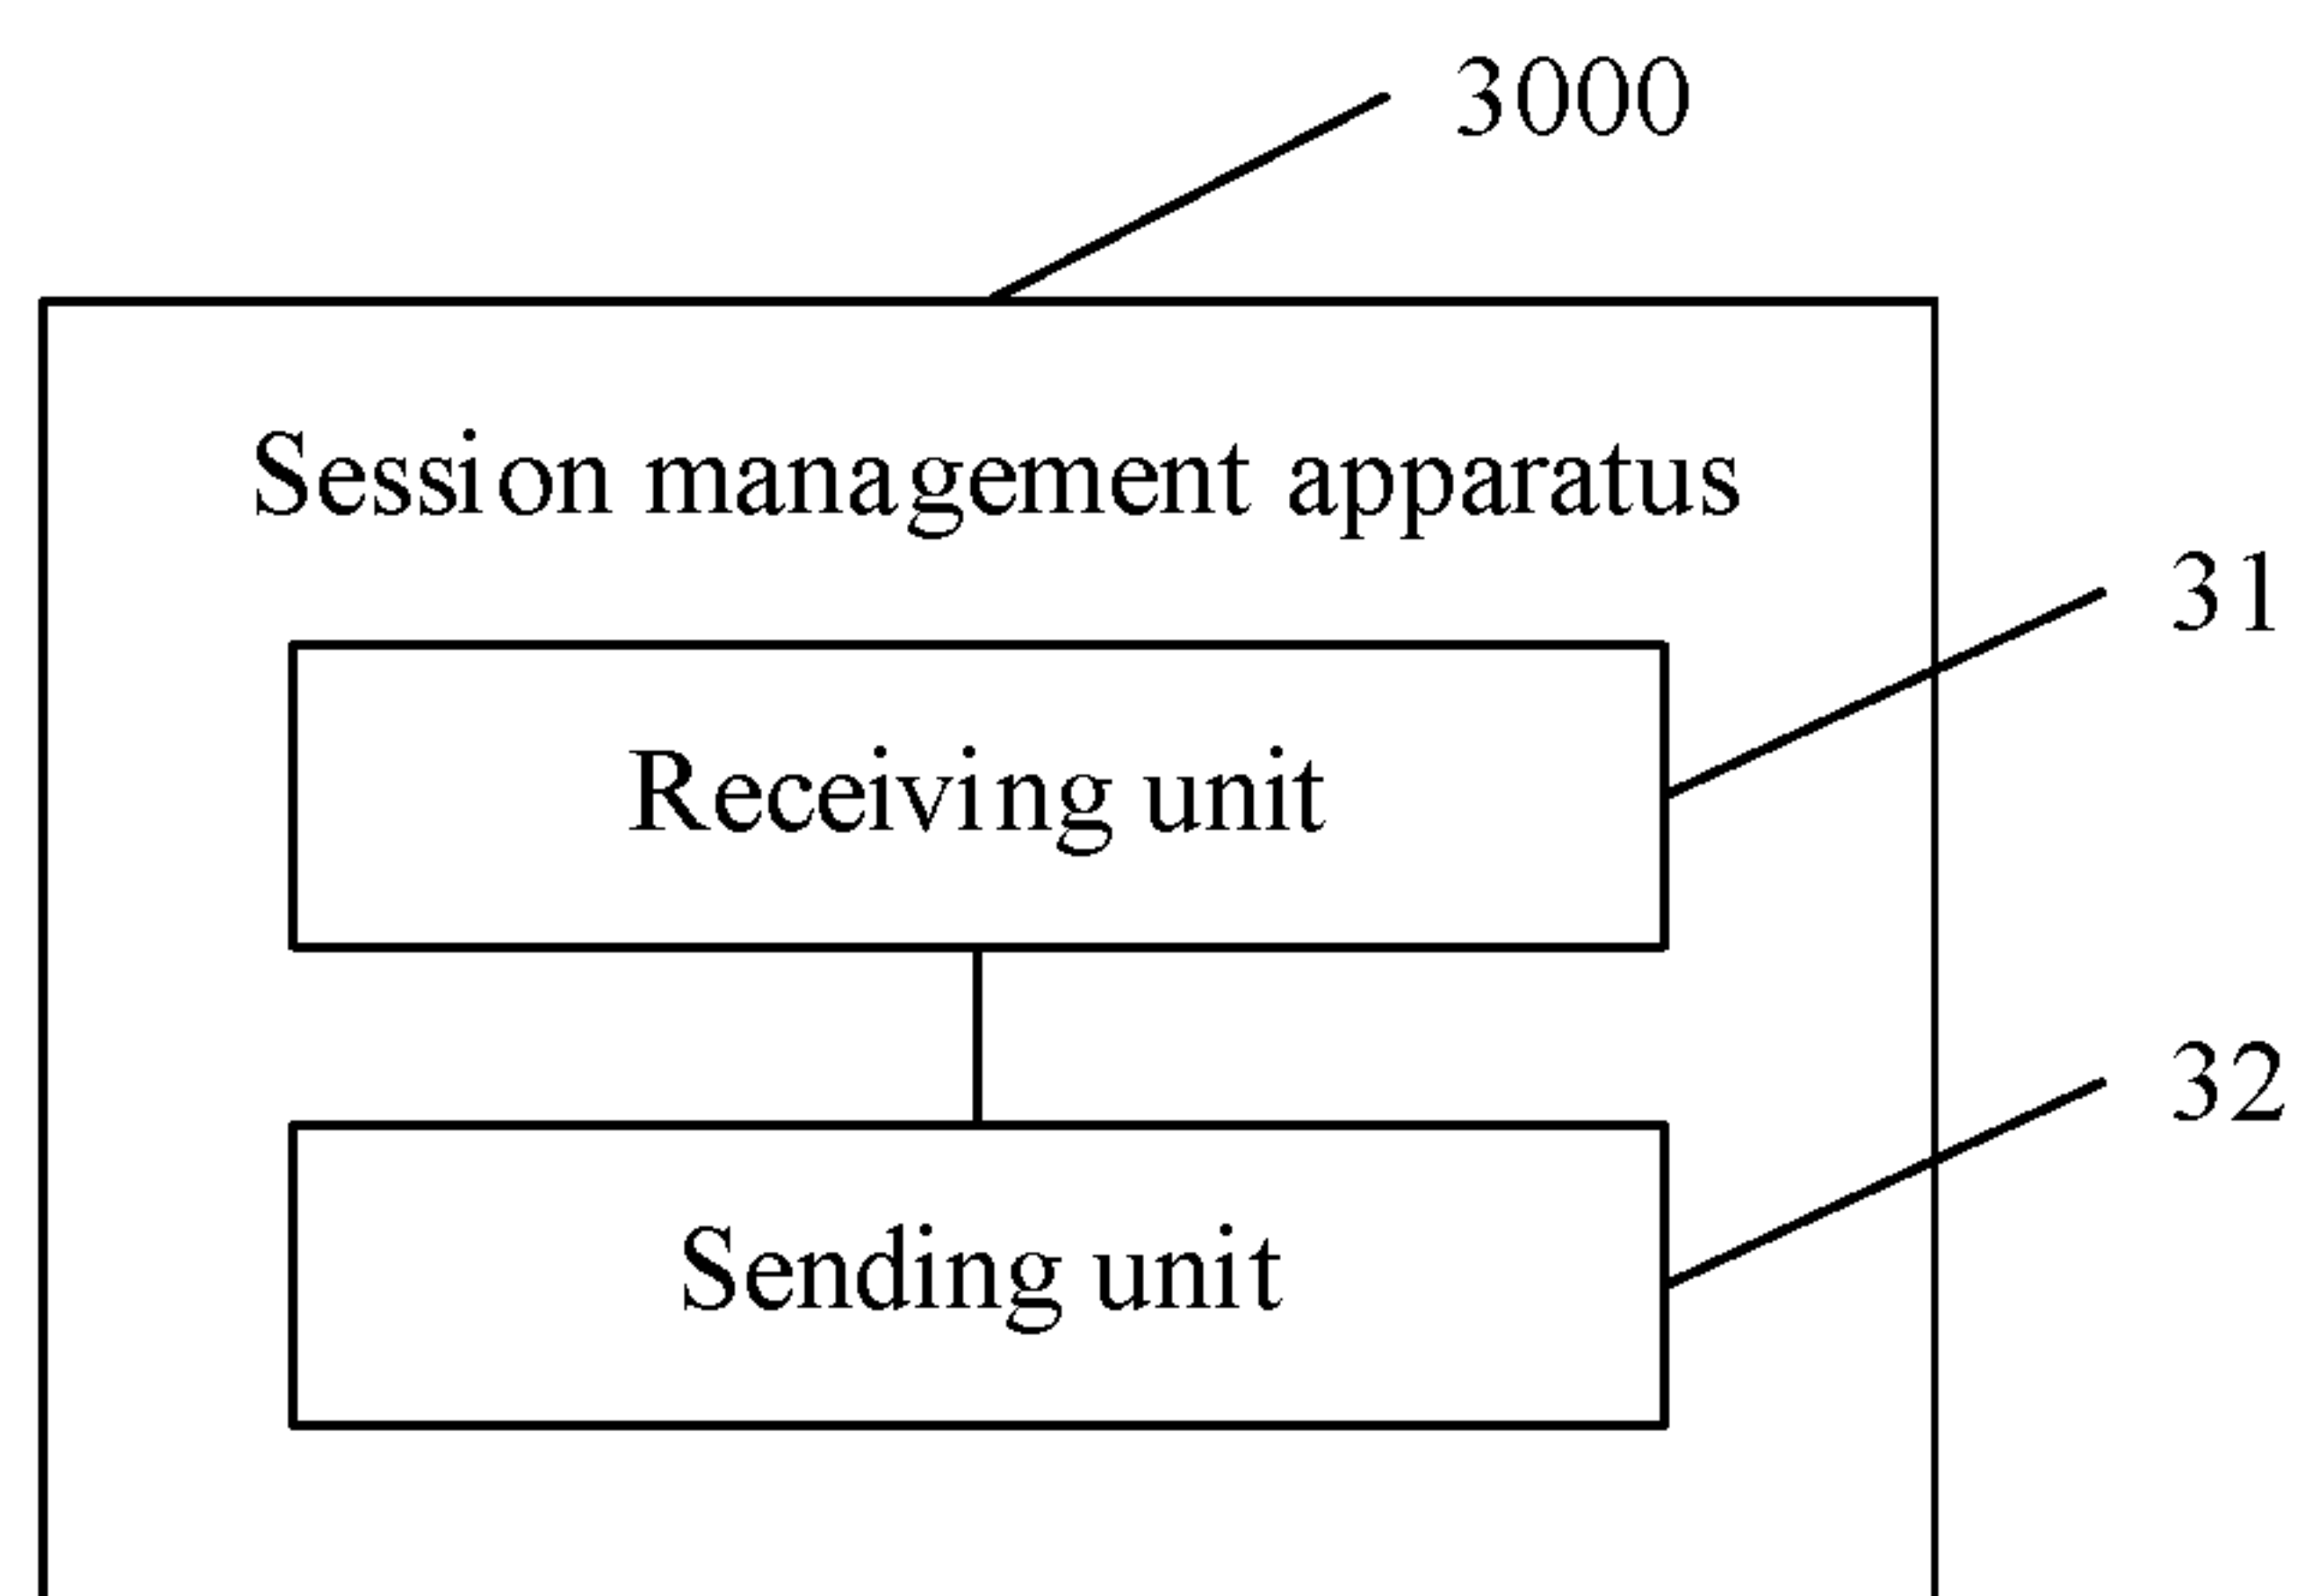 3000
Session management apparatus
31
Receiving unit
32
Sending unit